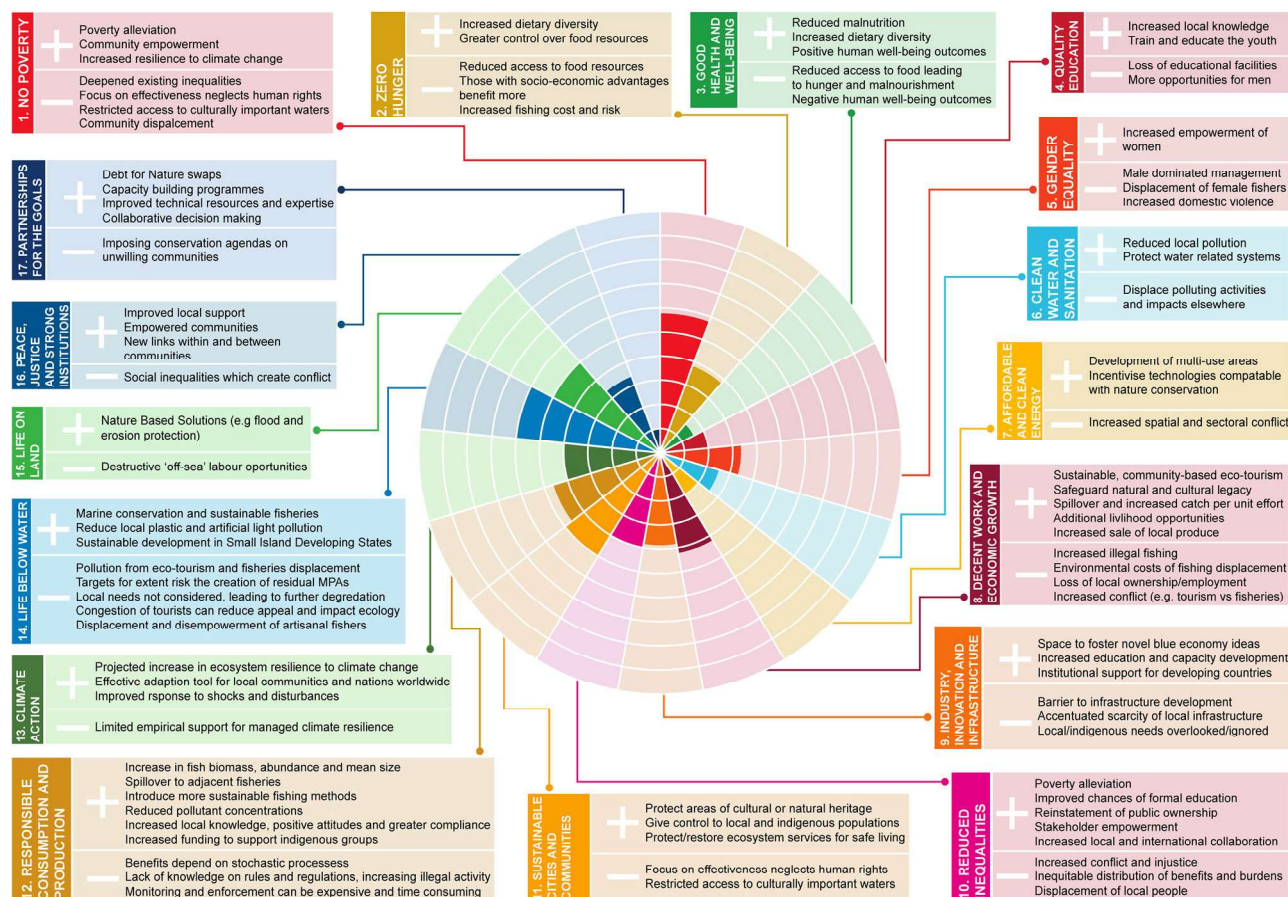 1. NO POVERTY
Poverty alleviation
Community empowerment
Increased resilience to climate change
Deepened existing inequalities
Focus on effectiveness neglects human rights
Restricted access to culturally important waters
Community dispalcement
2. ZERO
HUNGER
Increased dietary diversity
Greater control over food resources
Reduced access to food resources
Those with socio-economic advantages
benefit more
Increased fishing cost and risk
3. GOOD
HEALTH AND
WELL-BEING
Reduced malnutrition
Increased dietary diversity
Positive human well-being outcomes
Reduced access to food leading
to hunger and malnourishment
Negative human well-being outcomes
4. QUALITY
EDUCATION
Increased local knowledge
Train and educate the youth
Loss of educational facilities
More opportunities for men
5. GENDER
EQUALITY
Increased empowerment of
women
Male dominated management
Displacement of female fishers
Increased domestic violence
6. CLEAN
WATER AND
SANITATION
Reduced local pollution
Protect water related systems
Displace polluting activities
and impacts elsewhere
7. AFFORDABLE
AND CLEAN
ENERGY
Development of multi-use areas
Incentivise technologies compatable
with nature conservation
Increased spatial and sectoral conflict
8. DECENT WORK AND
ECONOMIC GROWTH
Sustainable, community-based eco-tourism
Safeguard natural and cultural legacy
Spillover and increased catch per unit effort
Additional livlihood opportunities
Increased sale of local produce
Increased illegal fishing
Environmental costs of fishing displacement
Loss of local ownership/employment
Increased conflict (e.g. tourism vs fisheries)
9. INDUSTRY,
INNOVATION AND
INFRASTRUCTURE
Space to foster novel blue economy ideas
Increased education and capacity development
Institutional support for developing countries
Barrier to infrastructure development
Accentuated scarcity of local infrastructure
Local/indigenous needs overlooked/ignored
10. REDUCED
INEQUALITIES
Poverty alleviation
Improved chances of formal education
Reinstatement of public ownership
Stakeholder empowerment
Increased local and international collaboration
Increased conflict and injustice
Inequitable distribution of benefits and burdens
Displacement of local people
11. SUSTAINABLE
CITIES AND
COMMUNITIES
Protect areas of cultural or natural heritage
Give control to local and indigenous populations
Protect/restore ecosystem services for safe living
Focus on effectiveness neglects human rights
Restricted access to culturally important waters
12. RESPONSIBLE
CONSUMPTION AND
PRODUCTION
Increase in fish biomass, abundance and mean size
Spillover to adjacent fisheries
Introduce more sustainable fishing methods
Reduced pollutant concentrations
Increased local knowledge, positive attitudes and greater compliance
Increased funding to support indigenous groups
Benefits depend on stochastic processess
Lack of knowledge on rules and regulations, increasing illegal activity
Monitoring and enforcement can be expensive and time consuming
13. CLIMATE
ACTION
Projected increase in ecosystem resilience to climate change
Effective adaption tool for local communities and nations worldwide
Improved rsponse to shocks and disturbances
Limited empirical support for managed climate resilience
14. LIFE BELOW WATER
Marine conservation and sustainable fisheries
Reduce local plastic and artificial light pollution
Sustainable development in Small Island Developing States
Pollution from eco-tourism and fisheries displacement
Targets for extent risk the creation of residual MPAs
Local needs not considered, leading to further degredation
Congestion of tourists can reduce appeal and impact ecology
Displacement and disempowerment of artisanal fishers
15. LIFE ON
LAND
Nature Based Solutions (e.g flood and
erosion protection)
Destructive 'off-sea' labour oportunities
16. PEACE,
JUSTICE
AND STRONG
INSTITUTIONS
Improved local support
Empowered communities
New links within and between
communities
Social inequalities which create conflict
17. PARTNERSHIPS
FOR THE GOALS
Debt for Nature swaps
Capacity building programmes
Improved technical resources and expertise
Collaborative decision making
Imposing conservation agendas on
unwilling communities